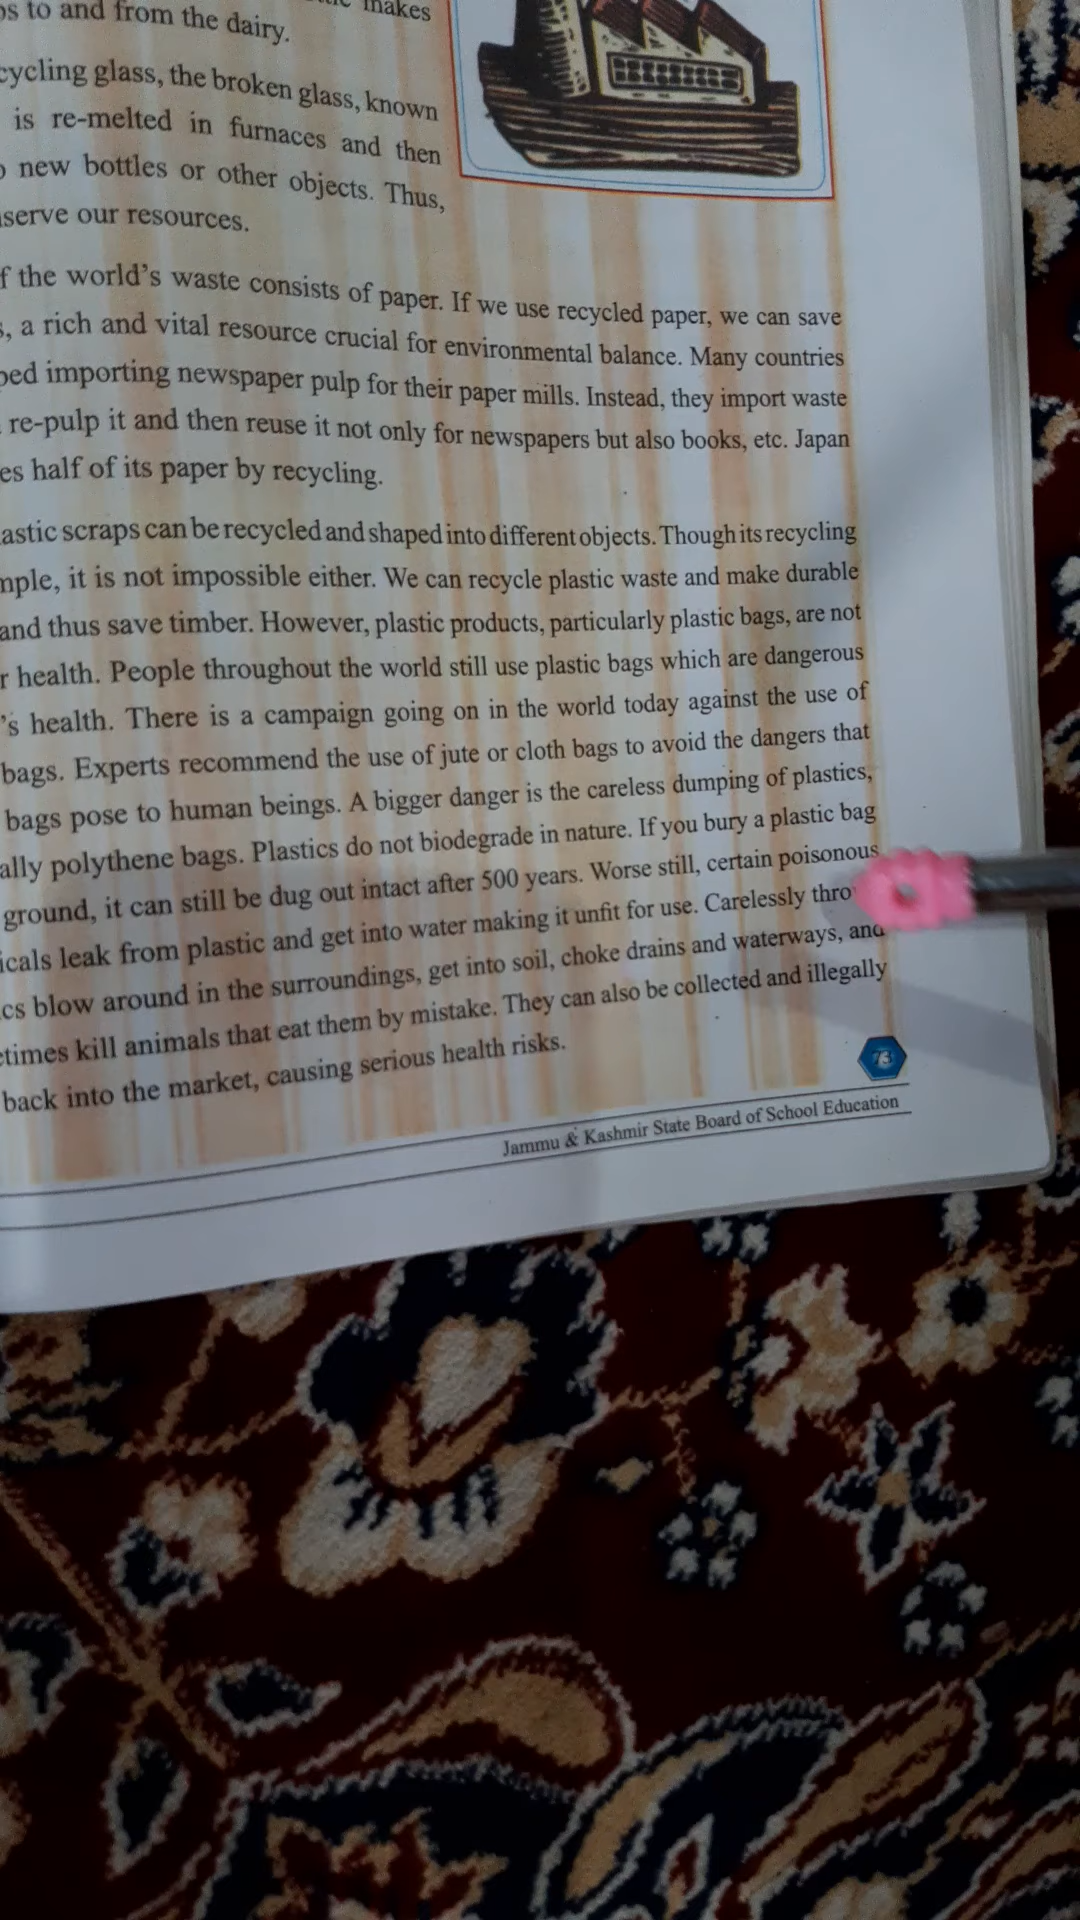 to and from the dairy. makes
glass, the broken glass, known
is re-melted in furnaces and then
new bottles or other objects. Thus,
our resources.
the world's waste consists of paper. If we use recycled paper, we can save
a rich and vital resource crucial for environmental balance. Many countries
importing newspaper pulp for their paper mills. Instead, they import waste
re-pulp it and then reuse it not only for newspapers but also books, etc. Japan
half of its paper by recycling.
scraps can be recycled and shaped into different objects. Though its recycling
it is not impossible either. We can recycle plastic waste and make durable
and thus save timber. However, plastic products, particularly plastic bags, are not
health. People throughout the world still use plastic bags which are dangerous
's health. There is a campaign going on in the world today against the use of
bags. Experts recommend the use of jute or cloth bags to avoid the dangers that
bags pose to human beings. A bigger danger is the careless dumping of plastics,
polythene bags. Plastics do not biodegrade in nature. If you bury a plastic bag
ground, it can still be dug out intact after 500 years. Worse still, certain poisonous
leak from plastic and get into water making it unfit for use. Carelessly
blow around in the surroundings, get into soil, choke drains and waterways, and
kill animals that eat them by mistake. They can also be collected and illegally
back into the market, causing serious health risks.
73
Jammu & Kashmir State Board of School Education